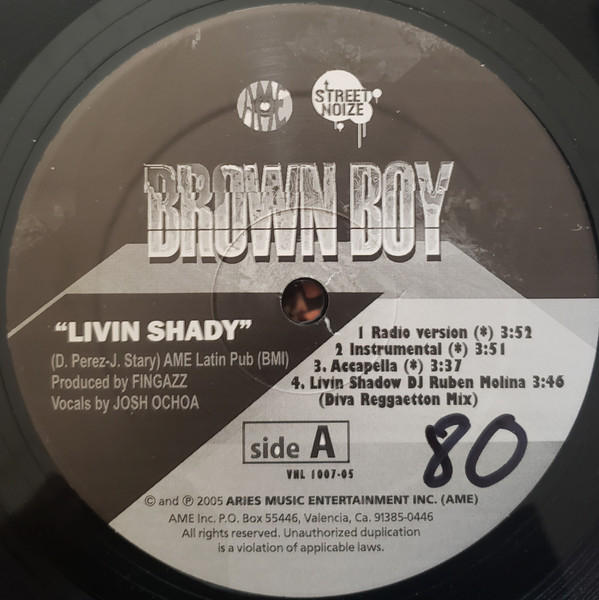 AME
STREET
NOIZE
BROWN BOY
"LIVIN SHADY"
(D. Perez-J. Stary) AME Latin Pub (BMI)
Produced by FINGAZZ
Vocals by JOSH OCHOA
1 Radio version (*) 3:52
2 Instrumental (*) 3:51
3. Accapella (*) 3:37
4. Livin Shadow DJ Ruben Molina 3:46
(Diva Reggaetton Mix)
side A
VNL 1007-05
80
© and ℗ 2005 ARIES MUSIC ENTERTAINMENT INC. (AME)
AME Inc. P.O. Box 55446, Valencia, Ca. 91385-0446
All rights reserved. Unauthorized duplication
is a violation of applicable laws.